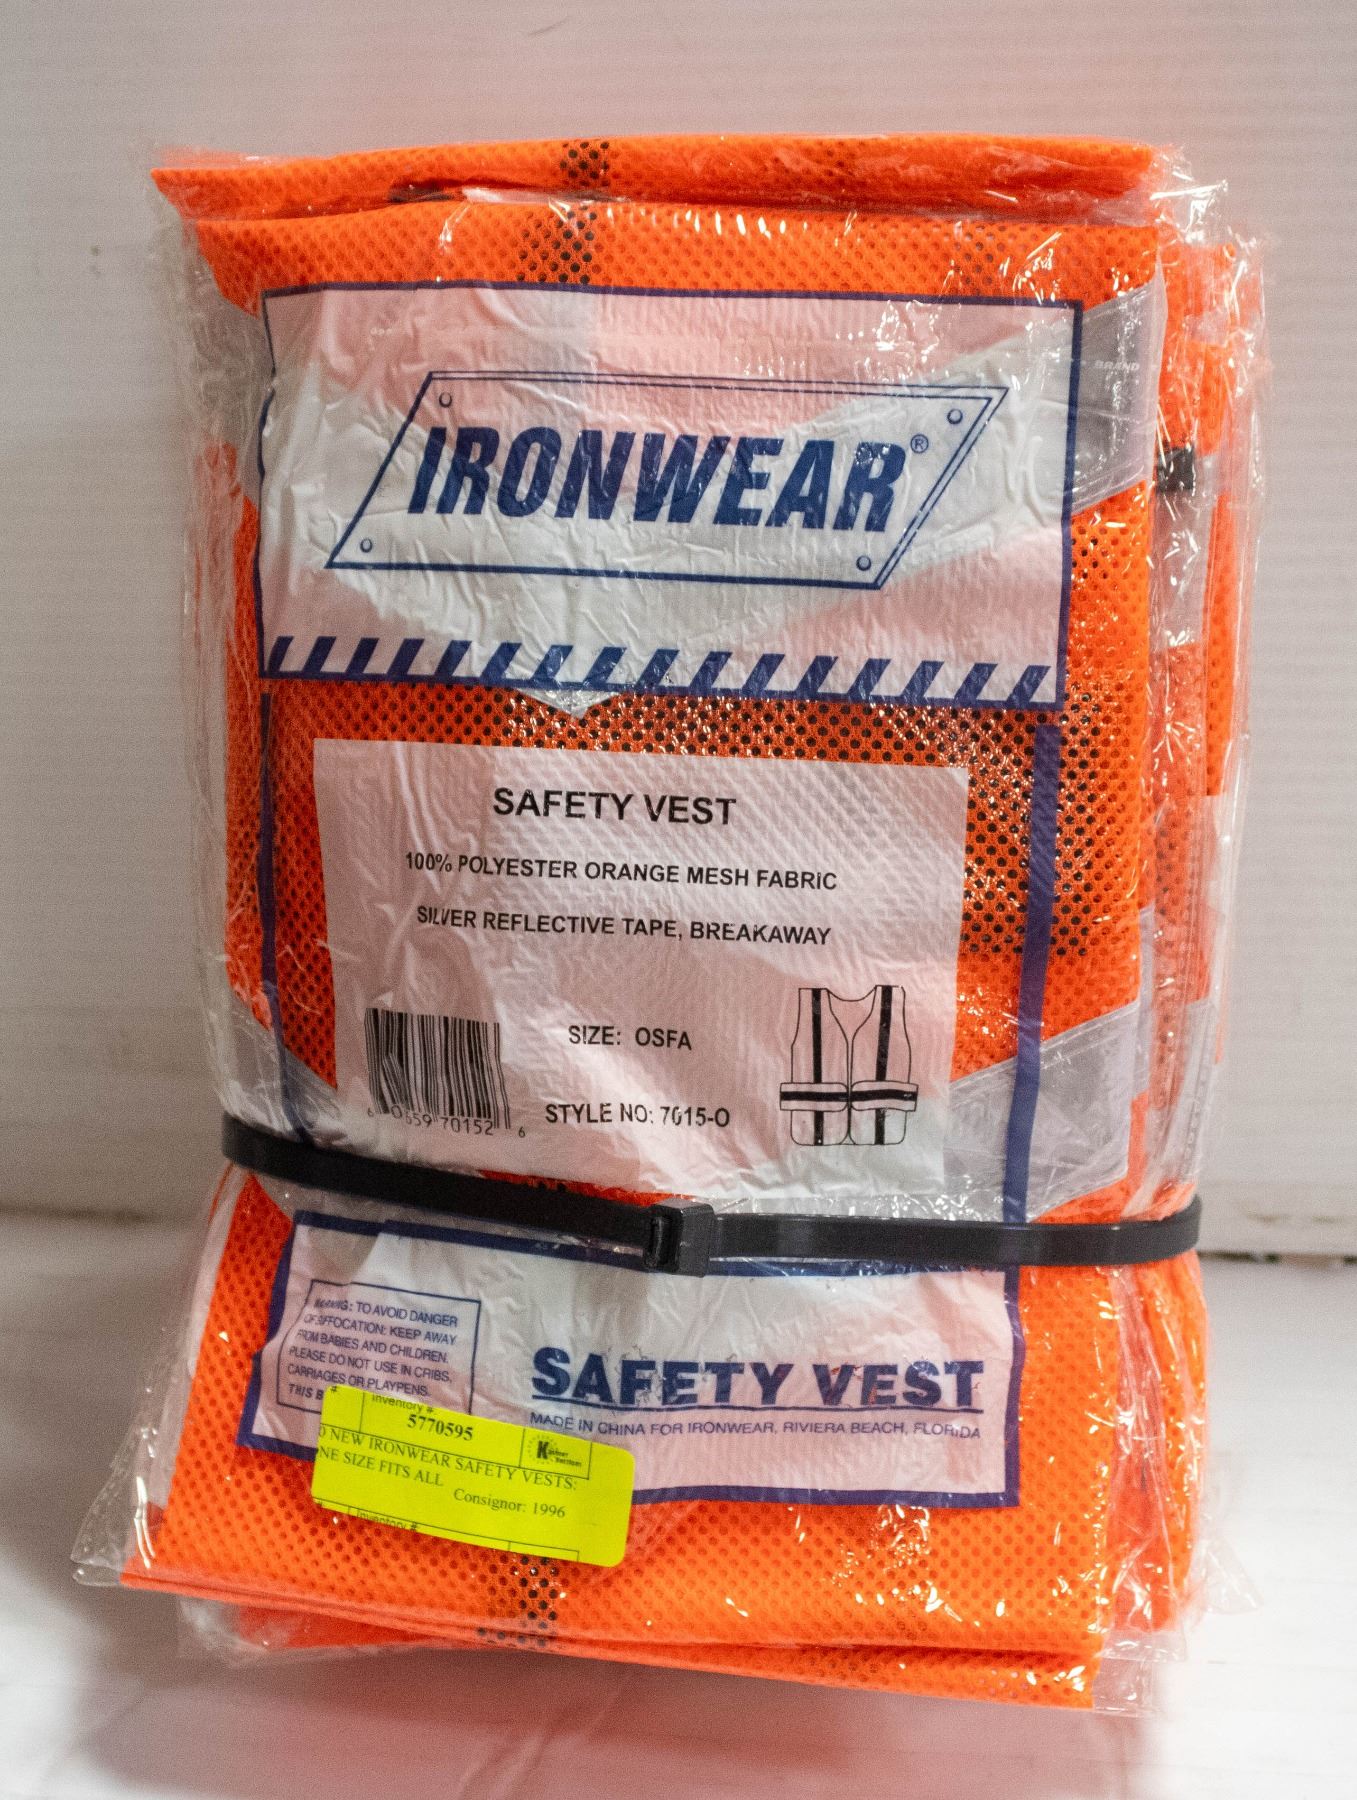 BRAND
IRONWEAR®
SAFETY VEST
100% POLYESTER ORANGE MESH FABRIC
SILVER REFLECTIVE TAPE, BREAKAWAY
SIZE: OSFA
STYLE NO: 7015-O
70152 6
WARNING: TO AVOID DANGER
OF SUFFOCATION: KEEP AWAY
FROM BABIES AND CHILDREN.
PLEASE DO NOT USE IN CRIBS,
CARRIAGES OR PLAYPENS.
THIS B
SAFETY VEST
MADE IN CHINA FOR IRONWEAR, RIVIERA BEACH, FLORIDA
Inventory #
5770595
NEW IRONWEAR SAFETY VESTS:
NE SIZE FITS ALL
Consignor: 1996
Inventory #